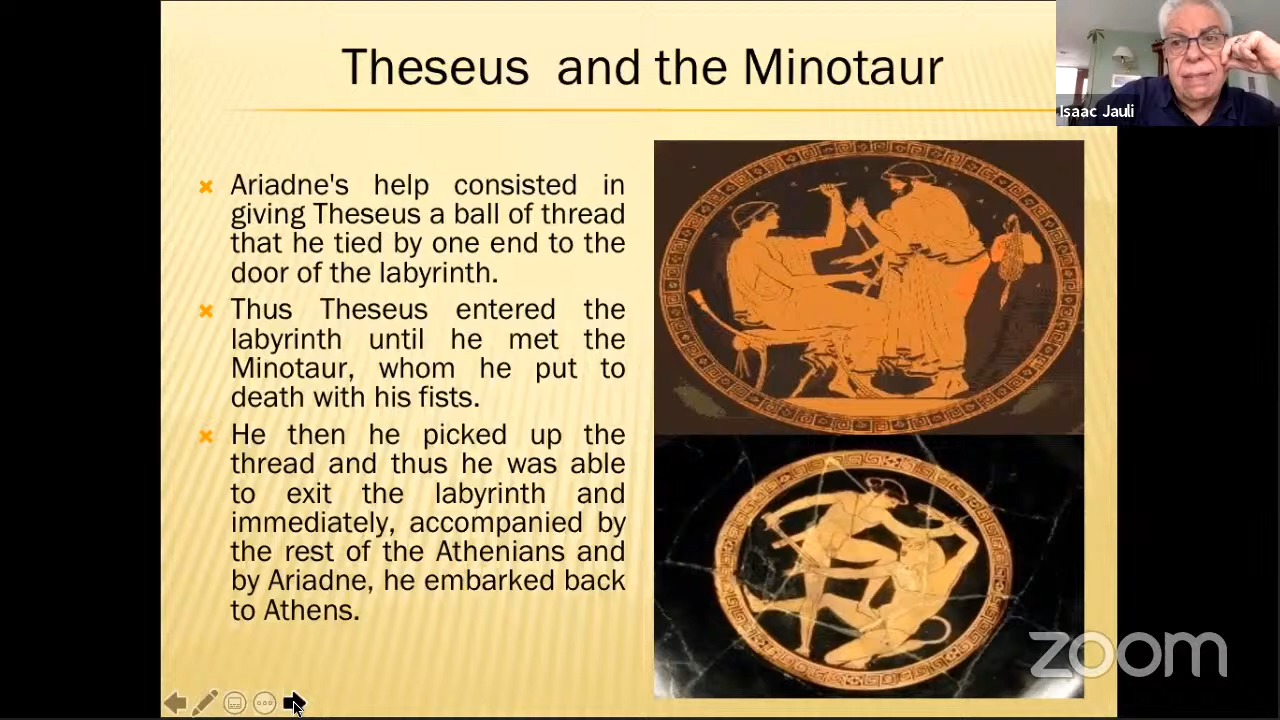 Theseus and the Minotaur
Isaac Jauli
Ariadne's help consisted in
giving Theseus a ball of thread
that he tied by one end to the
door of the labyrinth.
Thus Theseus entered the
labyrinth until he met the
Minotaur, whom he put to
death with his fists.
He then he picked up the
thread and thus he was able
to exit the labyrinth and
immediately, accompanied by
the rest of the Athenians and
by Ariadne, he embarked back
to Athens.
zoom